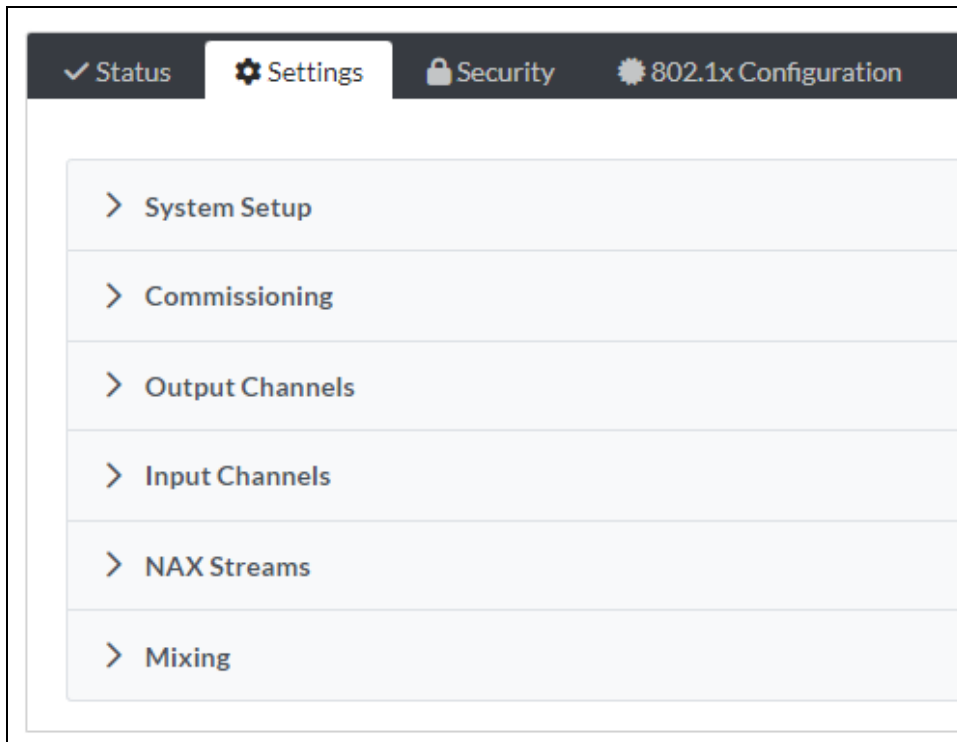 Status Settings Security 802.1x Configuration
System Setup
Commissioning
Output Channels
Input Channels
NAX Streams
Mixing